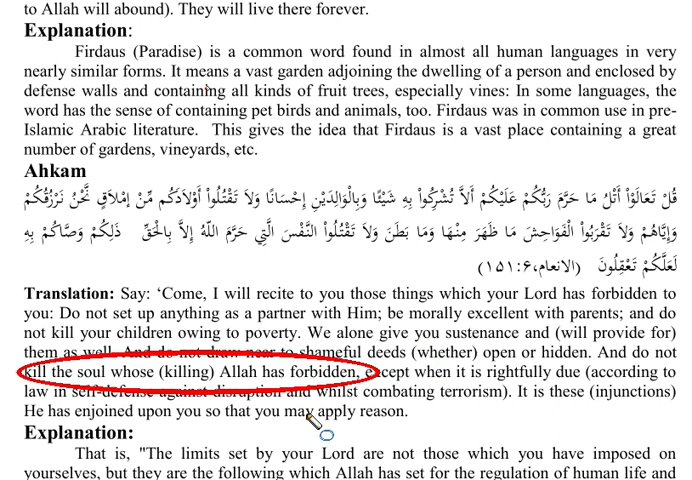 to Allah will abound). They will live there forever.
Explanation:
Firdaus (Paradise) is a common word found in almost all human languages in very
nearly similar forms. It means a vast garden adjoining the dwelling of a person and enclosed by
defense walls and containing all kinds of fruit trees, especially vines: In some languages, the
word has the sense of containing pet birds and animals, too. Firdaus was in common use in pre-
Islamic Arabic literature. This gives the idea that Firdaus is a vast place containing a great
number of gardens, vineyards, etc.
Ahkam
قُلْ تَعَالَوْاْ أَتْلُ مَا حَرَّمَ رَبُّكُمْ عَلَيْكُمْ أَلاَّ تُشْرِكُواْ بِهِ شَيْئًا وَبِالْوَالِدَيْنِ إِحْسَانًا وَلاَ تَقْتُلُواْ أَوْلاَدَكُم مِّنْ إمْلاَقٍ نَّحْنُ نَرْزُقُكُمْ
وَإِيَّاهُمْ وَلاَ تَقْرَبُواْ الْفَوَاحِشَ مَا ظَهَرَ مِنْهَا وَمَا بَطَنَ وَلاَ تَقْتُلُواْ النَّفْسَ الَّتِي حَرَّمَ اللّهُ إِلاَّ بِالْحَقِّ ذَلِكُمْ وَصَّاكُمْ بِهِ
لَعَلَّكُمْ تَعْقِلُونَ (الانعام،۶:۱۵۱)
Translation: Say: ‘Come, I will recite to you those things which your Lord has forbidden to
you: Do not set up anything as a partner with Him; be morally excellent with parents; and do
not kill your children owing to poverty. We alone give you sustenance and (will provide for)
them as well. And do not draw near to shameful deeds (whether) open or hidden. And do not
kill the soul whose (killing) Allah has forbidden, except when it is rightfully due (according to
law in self-defense against disruption and whilst combating terrorism). It is these (injunctions)
He has enjoined upon you so that you may apply reason.
Explanation:
That is, "The limits set by your Lord are not those which you have imposed on
yourselves, but they are the following which Allah has set for the regulation of human life and